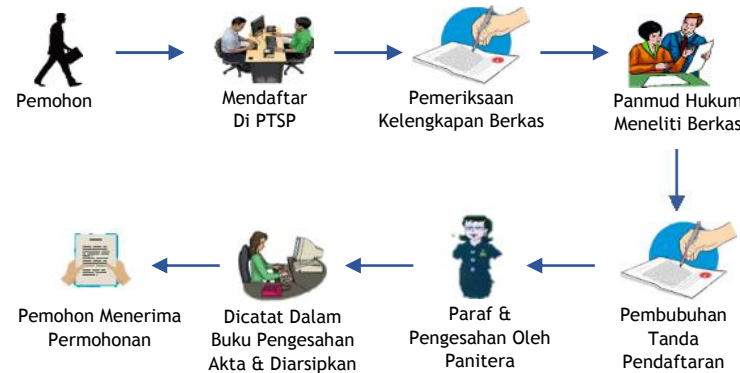 Pemohon
Mendaftar
Di PTSP
Pemeriksaan
Kelengkapan Berkas
Panmud Hukum
Meneliti Berkas
Pembubuhan
Tanda
Pendaftaran
Paraf &
Pengesahan Oleh
Panitera
Dicatat Dalam
Buku Pengesahan
Akta & Diarsipkan
Pemohon Menerima
Permohonan